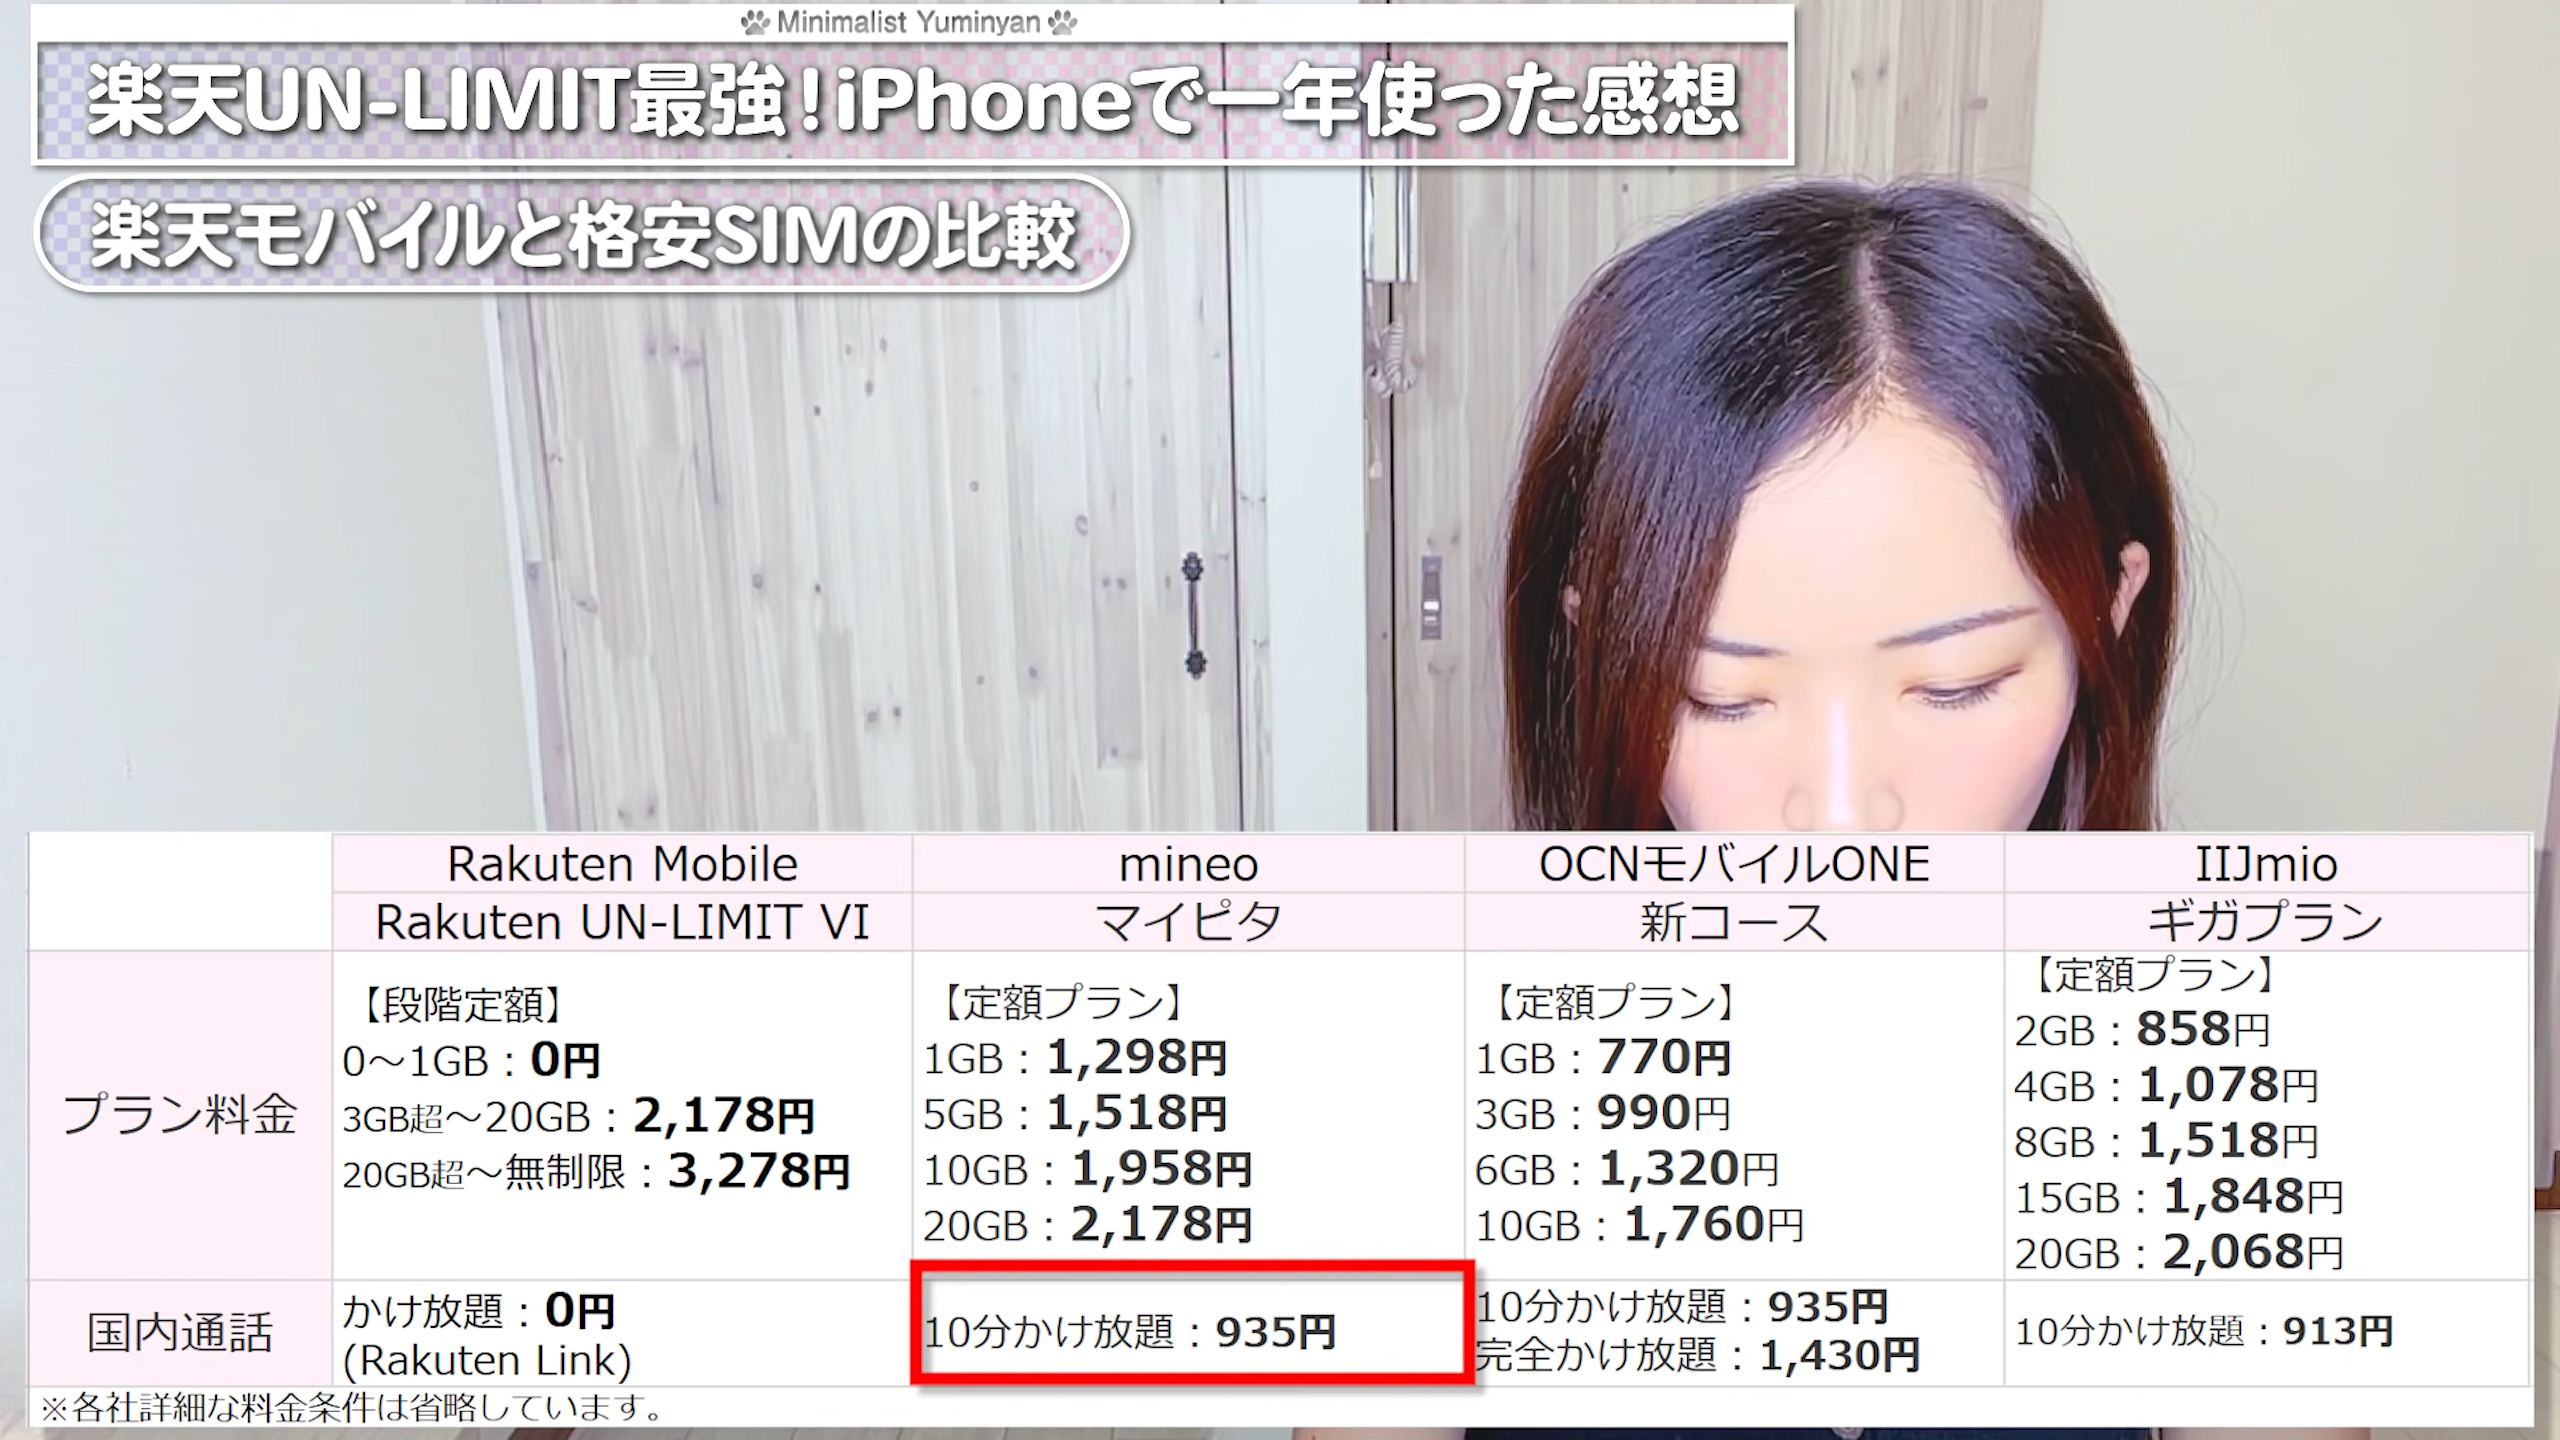 Minimalist Yuminyan
楽天UN-LIMIT最強!iPhoneで一年使った感想
楽天モバイルと格安SIMの比較
Rakuten Mobile
mineo
OCNモバイルONE
IIJmio
Rakuten UN-LIMIT VI
マイピタ
新コース
ギガプラン
プラン料金
【段階定額】
0～1GB：0円
3GB超～20GB：2,178円
20GB超～無制限：3,278円
【定額プラン】
1GB：1,298円
5GB：1,518円
10GB：1,958円
20GB：2,178円
【定額プラン】
1GB：770円
3GB：990円
6GB：1,320円
10GB：1,760円
【定額プラン】
2GB：858円
4GB：1,078円
8GB：1,518円
15GB：1,848円
20GB：2,068円
国内通話
かけ放題：0円
(Rakuten Link)
10分かけ放題：935円
10分かけ放題：935円
完全かけ放題：1,430円
10分かけ放題：913円
※各社詳細な料金条件は省略しています。